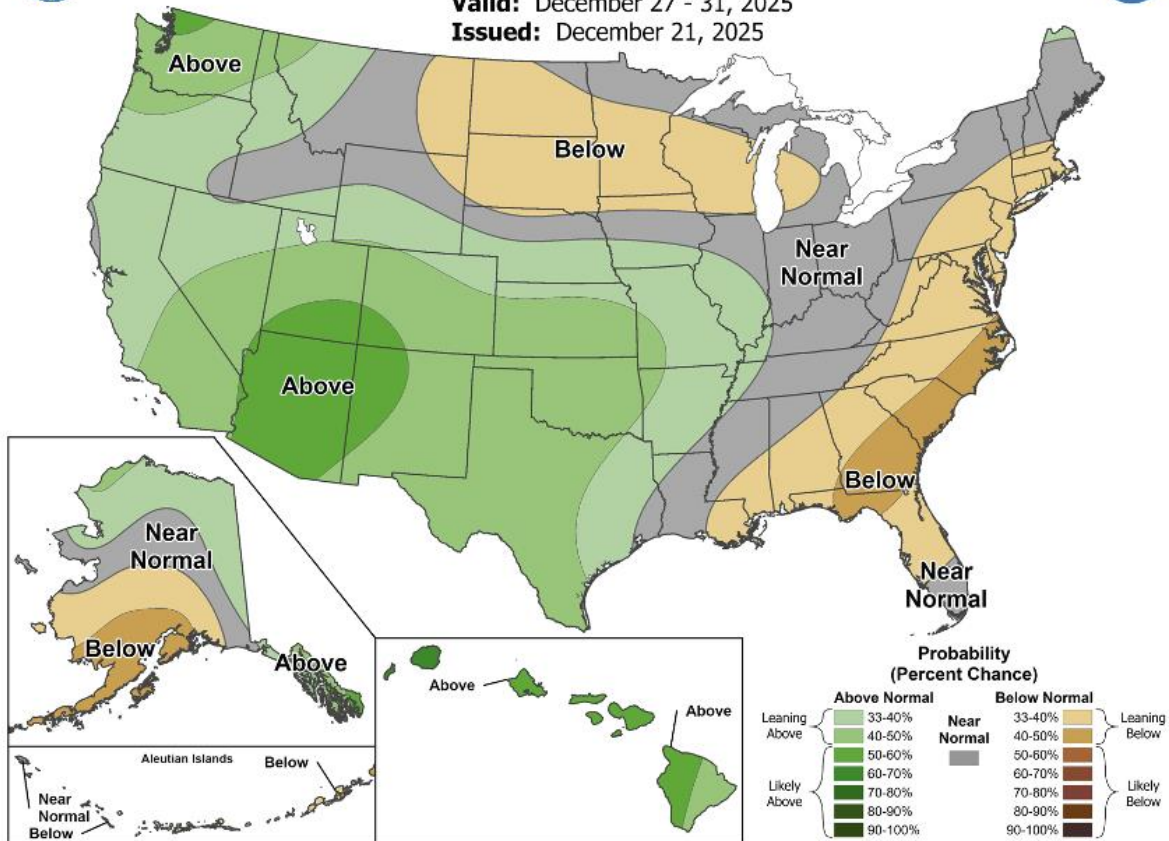 Valid: December 27 - 31, 2025
Issued: December 21, 2025
Above
Below
Near
Normal
Above
Below
Near
Normal
Near
Normal
Below
Above
Aleutian Islands
Below
Near
Normal
Below
Above
Above
Probability
(Percent Chance)
Above Normal
Below Normal
Leaning
Above
33-40%
40-50%
Likely
Above
50-60%
60-70%
70-80%
80-90%
90-100%
Near
Normal
33-40%
40-50%
Leaning
Below
50-60%
60-70%
70-80%
80-90%
90-100%
Likely
Below